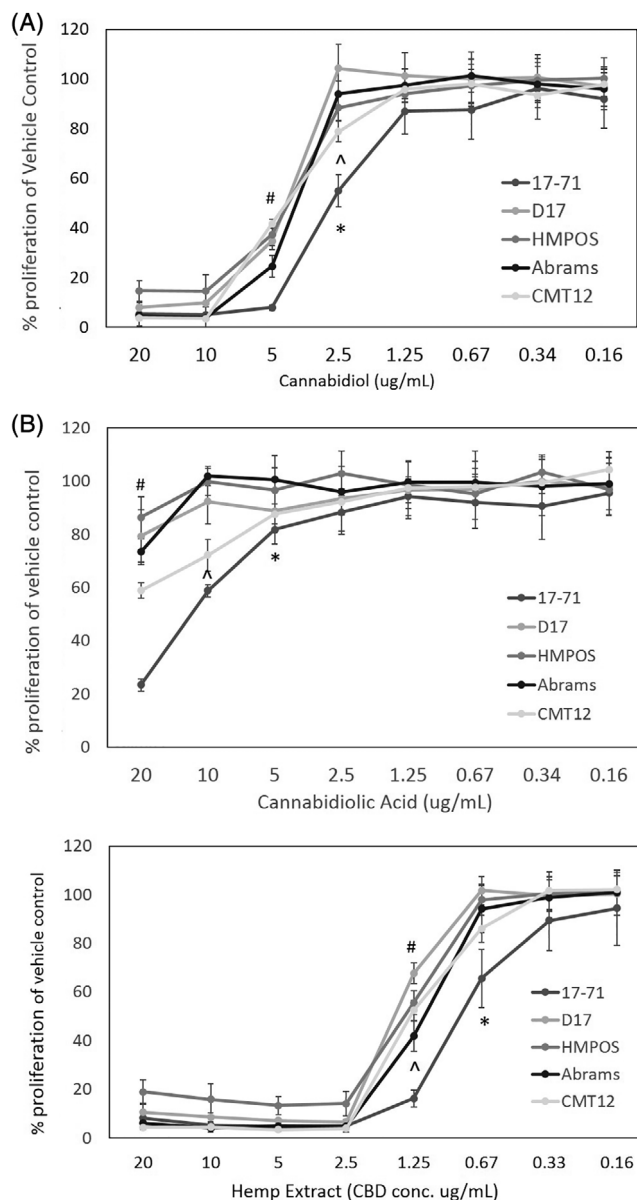 (A)
120
100
80
60
40
20
0
% proliferation of Vehicle Control
#
^
*
17-71
D17
HMPOS
Abrams
CMT12
20 10 5 2.5 1.25 0.67 0.34 0.16
Cannabidiol (ug/mL)
(B)
120
100
80
60
40
20
0
% proliferation of vehicle control
#
^
*
17-71
D17
HMPOS
Abrams
CMT12
20 10 5 2.5 1.25 0.67 0.34 0.16
Cannabidiolic Acid (ug/mL)
120
100
80
60
40
20
0
% proliferation of vehicle control
#
^
*
17-71
D17
HMPOS
Abrams
CMT12
20 10 5 2.5 1.25 0.67 0.34 0.16
Hemp Extract (CBD conc. ug/mL)